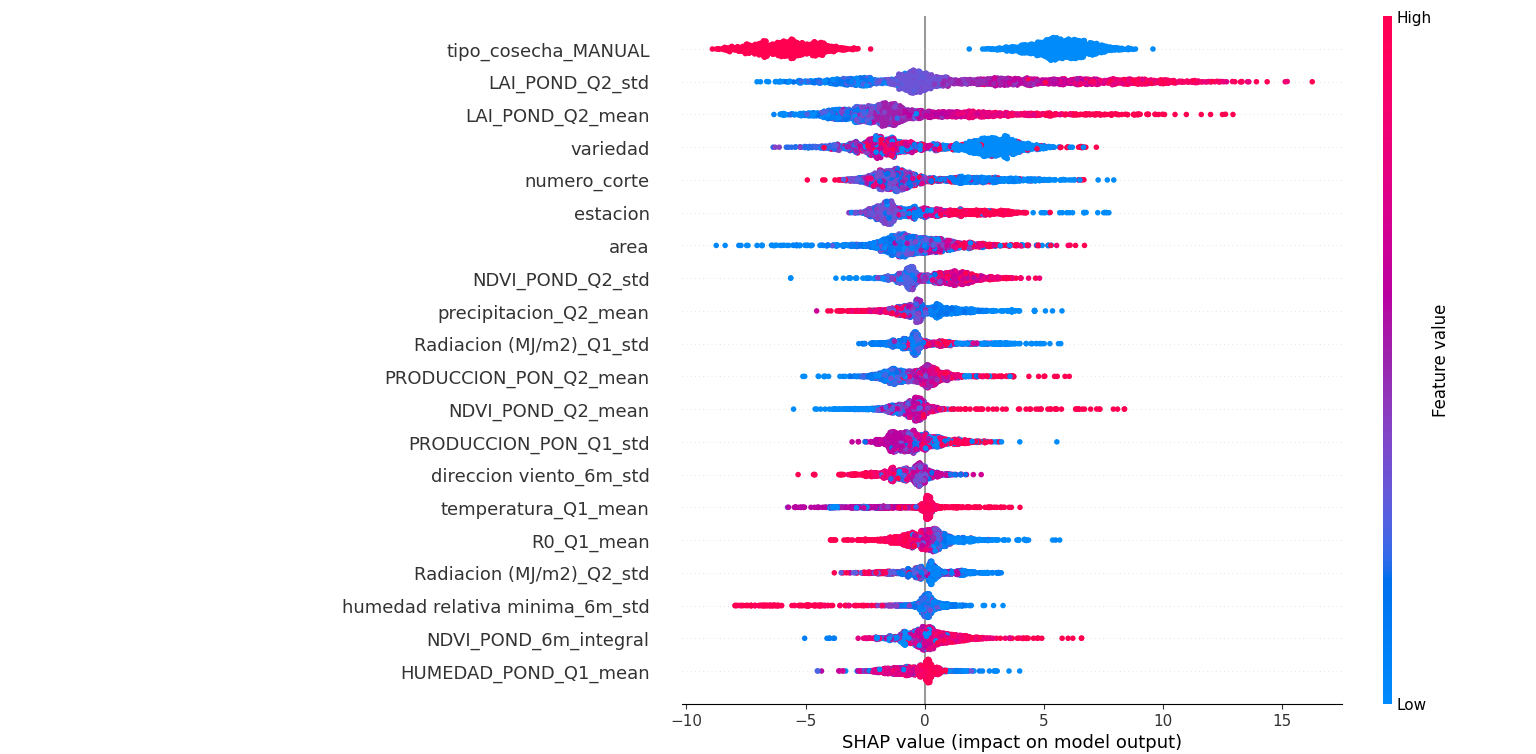 High
tipo_cosecha_MANUAL
LAI_POND_Q2_std
LAI_POND_Q2_mean
variedad
numero_corte
estacion
area
NDVI_POND_Q2_std
precipitacion_Q2_mean
Radiacion (MJ/m2)_Q1_std
PRODUCCION_PON_Q2_mean
NDVI_POND_Q2_mean
PRODUCCION_PON_Q1_std
direccion viento_6m_std
temperatura_Q1_mean
R0_Q1_mean
Radiacion (MJ/m2)_Q2_std
humedad relativa minima_6m_std
NDVI_POND_6m_integral
HUMEDAD_POND_Q1_mean
Feature value
Low
−10 −5 0 5 10 15
SHAP value (impact on model output)